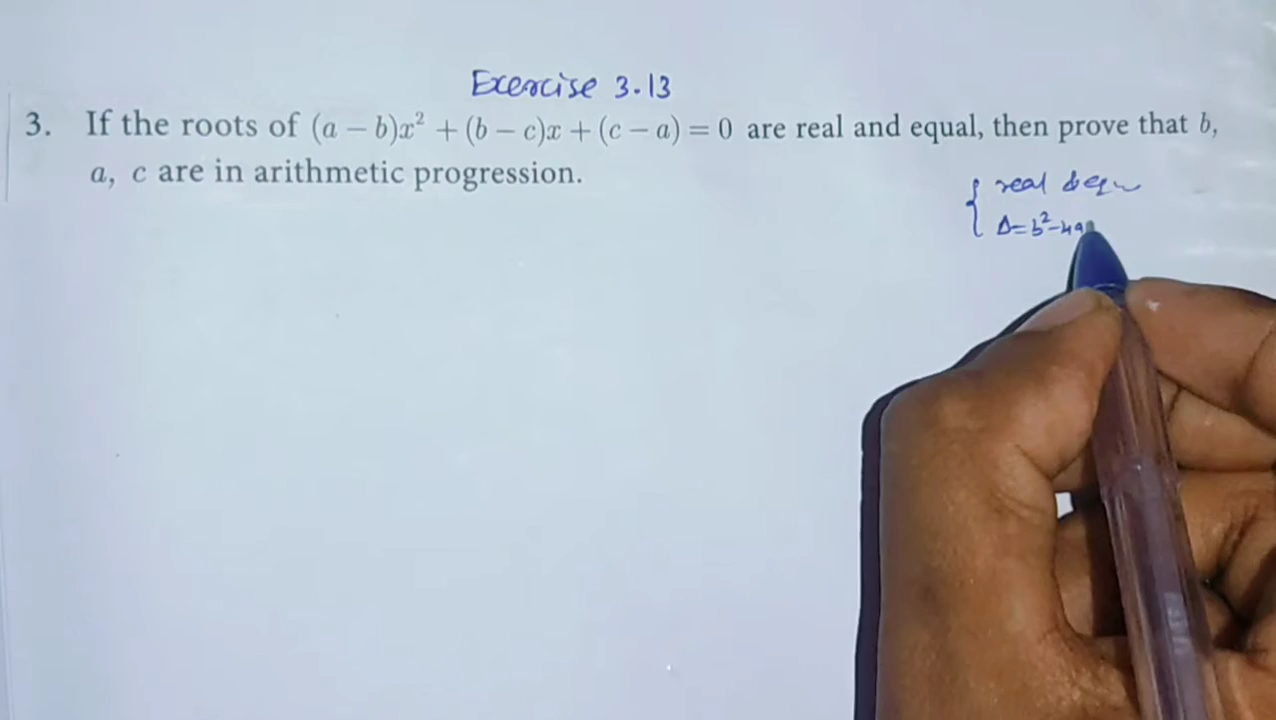 Exercise 3.13
3. If the roots of (a − b)x² + (b − c)x + (c − a) = 0 are real and equal, then prove that b,
a, c are in arithmetic progression.
real &
Δ=b²-4a